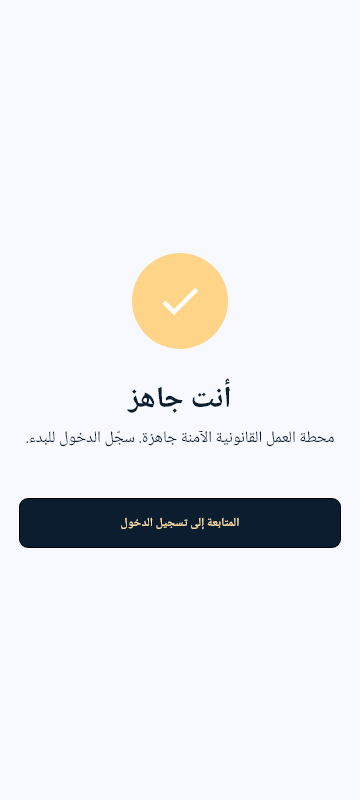 أنت جاهز
محطة العمل القانونية الآمنة جاهزة. سجّل الدخول للبدء.
المتابعة إلى تسجيل الدخول